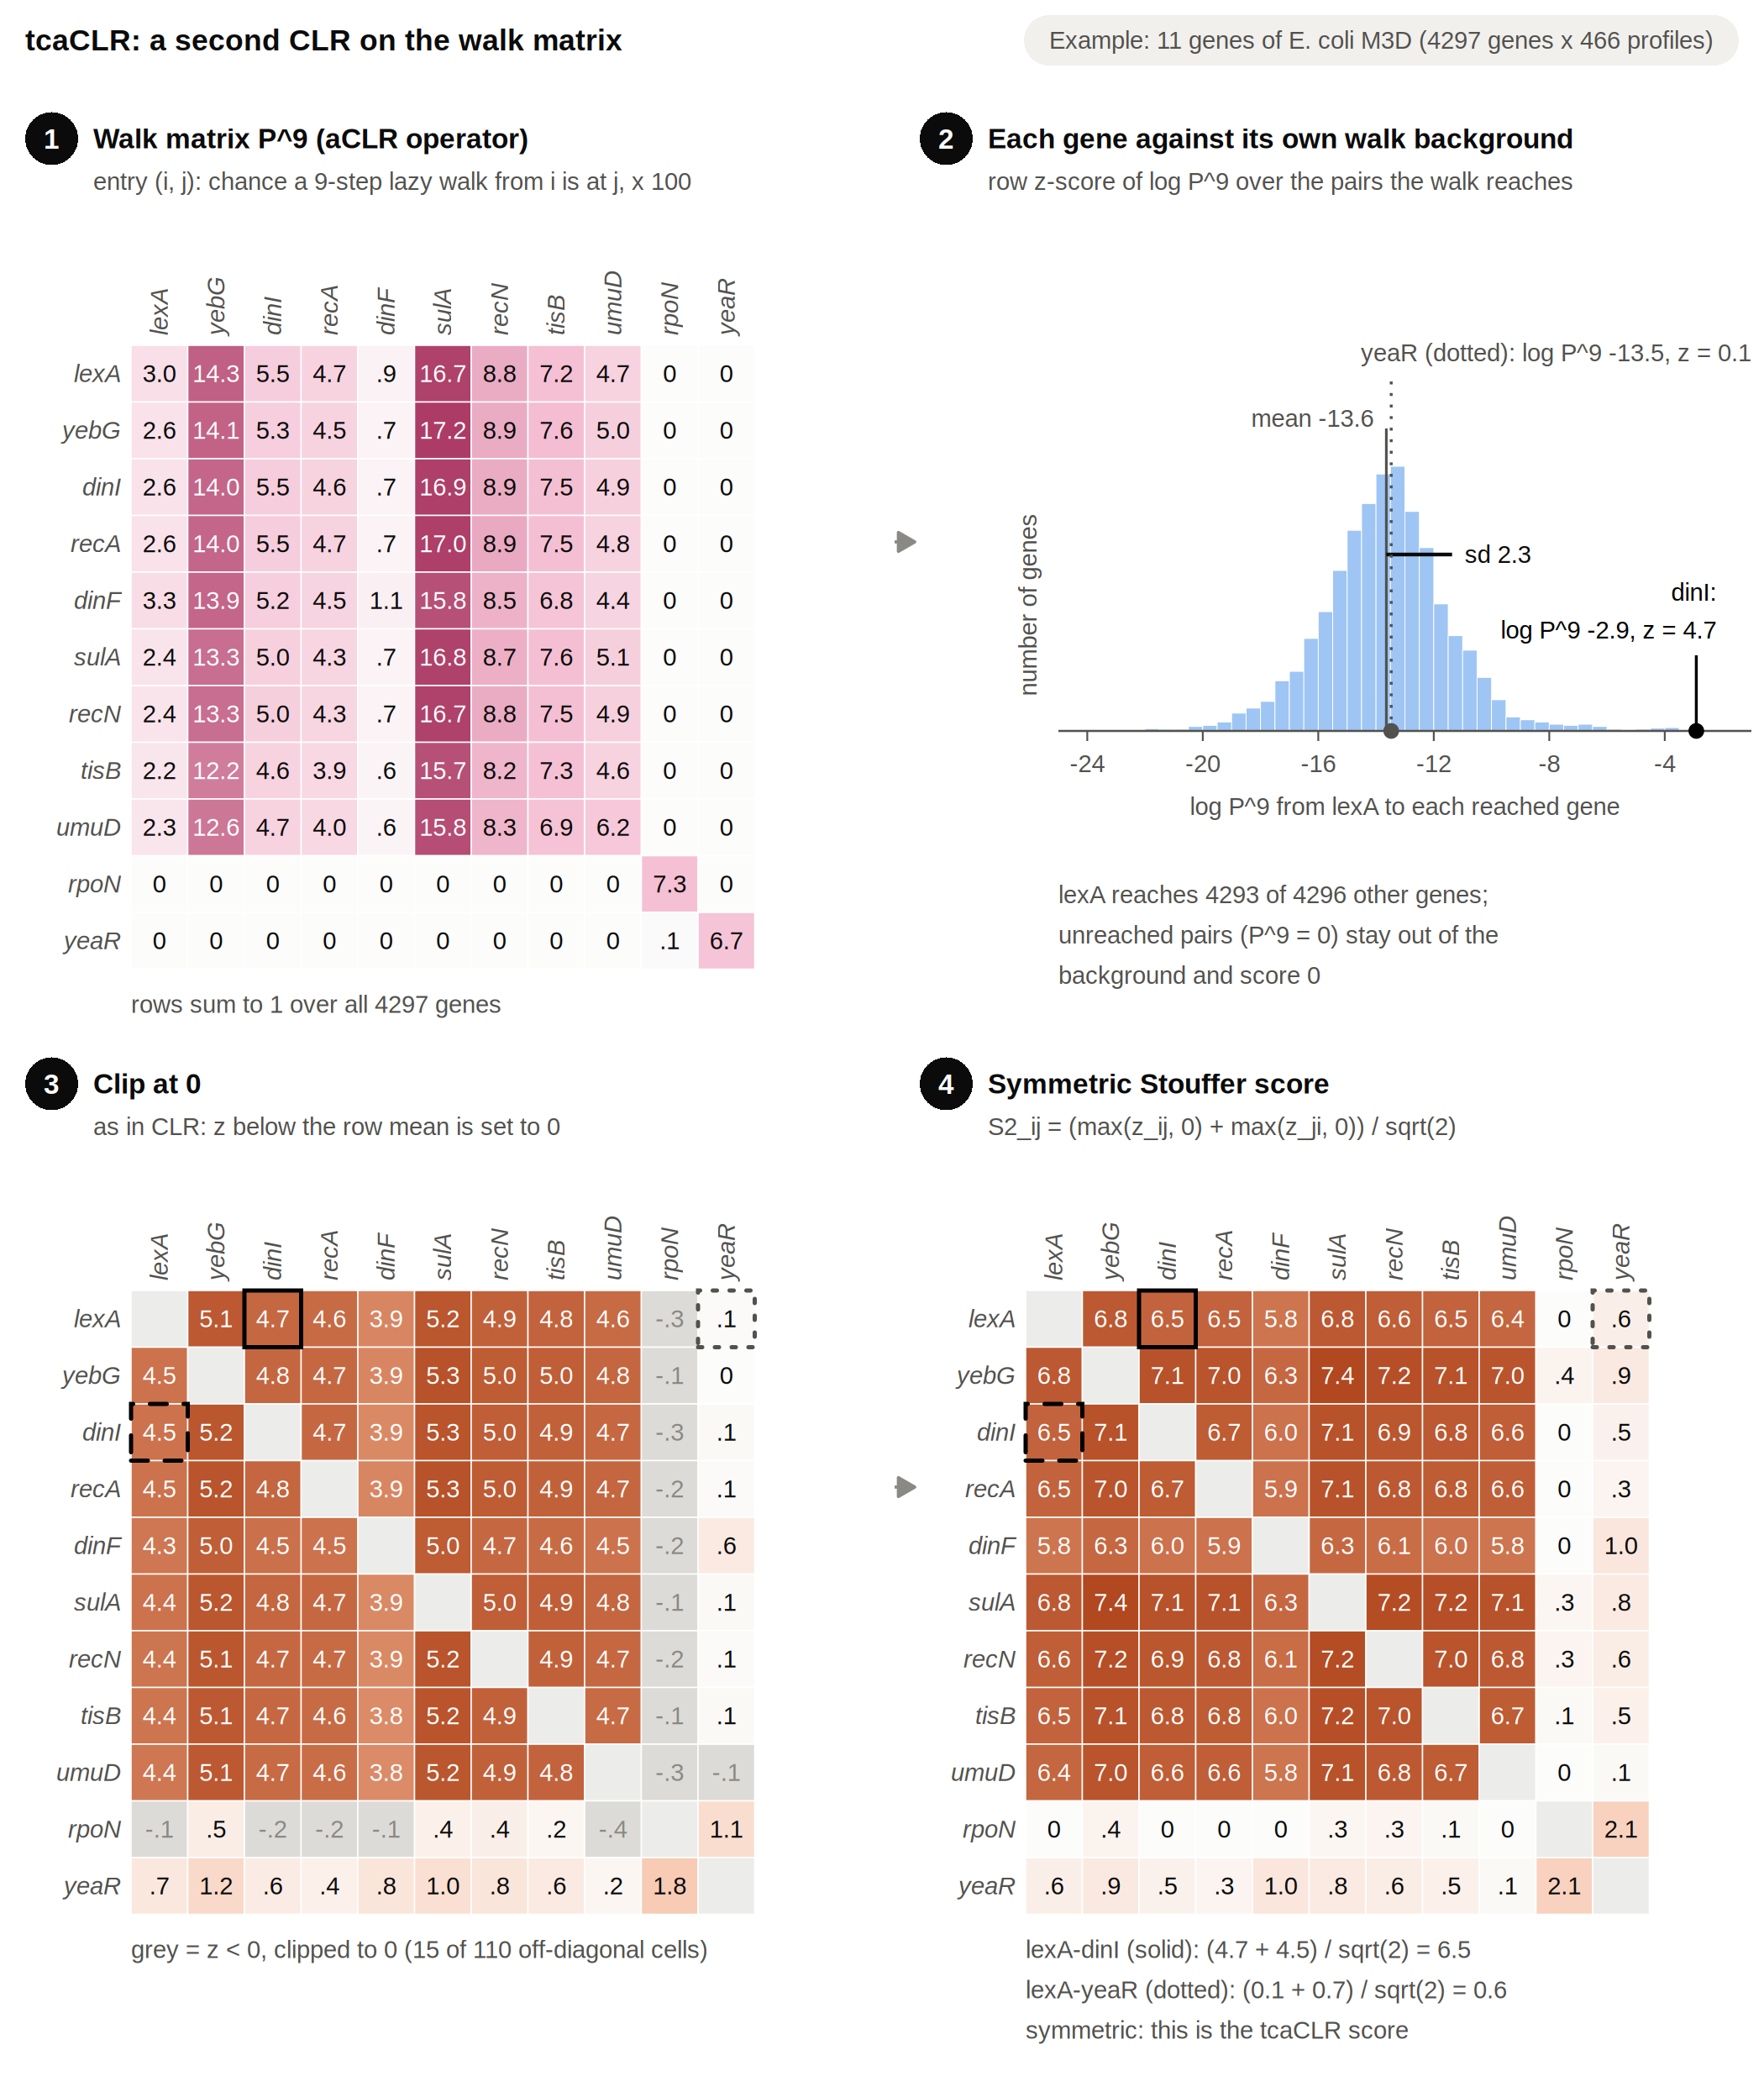 tcaCLR: a second CLR on the walk matrix
Example: 11 genes of E. coli M3D (4297 genes x 466 profiles)
1 Walk matrix P^9 (aCLR operator)
entry (i, j): chance a 9-step lazy walk from i is at j, x 100
lexA yebG dinI recA dinF sulA recN tisB umuD rpoN yeaR
lexA 3.0 14.3 5.5 4.7 .9 16.7 8.8 7.2 4.7 0 0
yebG 2.6 14.1 5.3 4.5 .7 17.2 8.9 7.6 5.0 0 0
dinI 2.6 14.0 5.5 4.6 .7 16.9 8.9 7.5 4.9 0 0
recA 2.6 14.0 5.5 4.7 .7 17.0 8.9 7.5 4.8 0 0
dinF 3.3 13.9 5.2 4.5 1.1 15.8 8.5 6.8 4.4 0 0
sulA 2.4 13.3 5.0 4.3 .7 16.8 8.7 7.6 5.1 0 0
recN 2.4 13.3 5.0 4.3 .7 16.7 8.8 7.5 4.9 0 0
tisB 2.2 12.2 4.6 3.9 .6 15.7 8.2 7.3 4.6 0 0
umuD 2.3 12.6 4.7 4.0 .6 15.8 8.3 6.9 6.2 0 0
rpoN 0 0 0 0 0 0 0 0 0 7.3 0
yeaR 0 0 0 0 0 0 0 0 0 .1 6.7
rows sum to 1 over all 4297 genes
2 Each gene against its own walk background
row z-score of log P^9 over the pairs the walk reaches
yeaR (dotted): log P^9 -13.5, z = 0.1
mean -13.6
sd 2.3
dinI:
log P^9 -2.9, z = 4.7
number of genes
-24 -20 -16 -12 -8 -4
log P^9 from lexA to each reached gene
lexA reaches 4293 of 4296 other genes;
unreached pairs (P^9 = 0) stay out of the
background and score 0
3 Clip at 0
as in CLR: z below the row mean is set to 0
lexA yebG dinI recA dinF sulA recN tisB umuD rpoN yeaR
lexA 5.1 4.7 4.6 3.9 5.2 4.9 4.8 4.6 -.3 .1
yebG 4.5 4.8 4.7 3.9 5.3 5.0 5.0 4.8 -.1 0
dinI 4.5 5.2 4.7 3.9 5.3 5.0 4.9 4.7 -.3 .1
recA 4.5 5.2 4.8 3.9 5.3 5.0 4.9 4.7 -.2 .1
dinF 4.3 5.0 4.5 4.5 5.0 4.7 4.6 4.5 -.2 .6
sulA 4.4 5.2 4.8 4.7 3.9 5.0 4.9 4.8 -.1 .1
recN 4.4 5.1 4.7 4.7 3.9 5.2 4.9 4.7 -.2 .1
tisB 4.4 5.1 4.7 4.6 3.8 5.2 4.9 4.7 -.1 .1
umuD 4.4 5.1 4.7 4.6 3.8 5.2 4.9 4.8 -.3 -.1
rpoN -.1 .5 -.2 -.2 -.1 .4 .4 .2 -.4 1.1
yeaR .7 1.2 .6 .4 .8 1.0 .8 .6 .2 1.8
grey = z < 0, clipped to 0 (15 of 110 off-diagonal cells)
4 Symmetric Stouffer score
S2_ij = (max(z_ij, 0) + max(z_ji, 0)) / sqrt(2)
lexA yebG dinI recA dinF sulA recN tisB umuD rpoN yeaR
lexA 6.8 6.5 6.5 5.8 6.8 6.6 6.5 6.4 0 .6
yebG 6.8 7.1 7.0 6.3 7.4 7.2 7.1 7.0 .4 .9
dinI 6.5 7.1 6.7 6.0 7.1 6.9 6.8 6.6 0 .5
recA 6.5 7.0 6.7 5.9 7.1 6.8 6.8 6.6 0 .3
dinF 5.8 6.3 6.0 5.9 6.3 6.1 6.0 5.8 0 1.0
sulA 6.8 7.4 7.1 7.1 6.3 7.2 7.2 7.1 .3 .8
recN 6.6 7.2 6.9 6.8 6.1 7.2 7.0 6.8 .3 .6
tisB 6.5 7.1 6.8 6.8 6.0 7.2 7.0 6.7 .1 .5
umuD 6.4 7.0 6.6 6.6 5.8 7.1 6.8 6.7 0 .1
rpoN 0 .4 0 0 0 .3 .3 .1 0 2.1
yeaR .6 .9 .5 .3 1.0 .8 .6 .5 .1 2.1
lexA-dinI (solid): (4.7 + 4.5) / sqrt(2) = 6.5
lexA-yeaR (dotted): (0.1 + 0.7) / sqrt(2) = 0.6
symmetric: this is the tcaCLR score